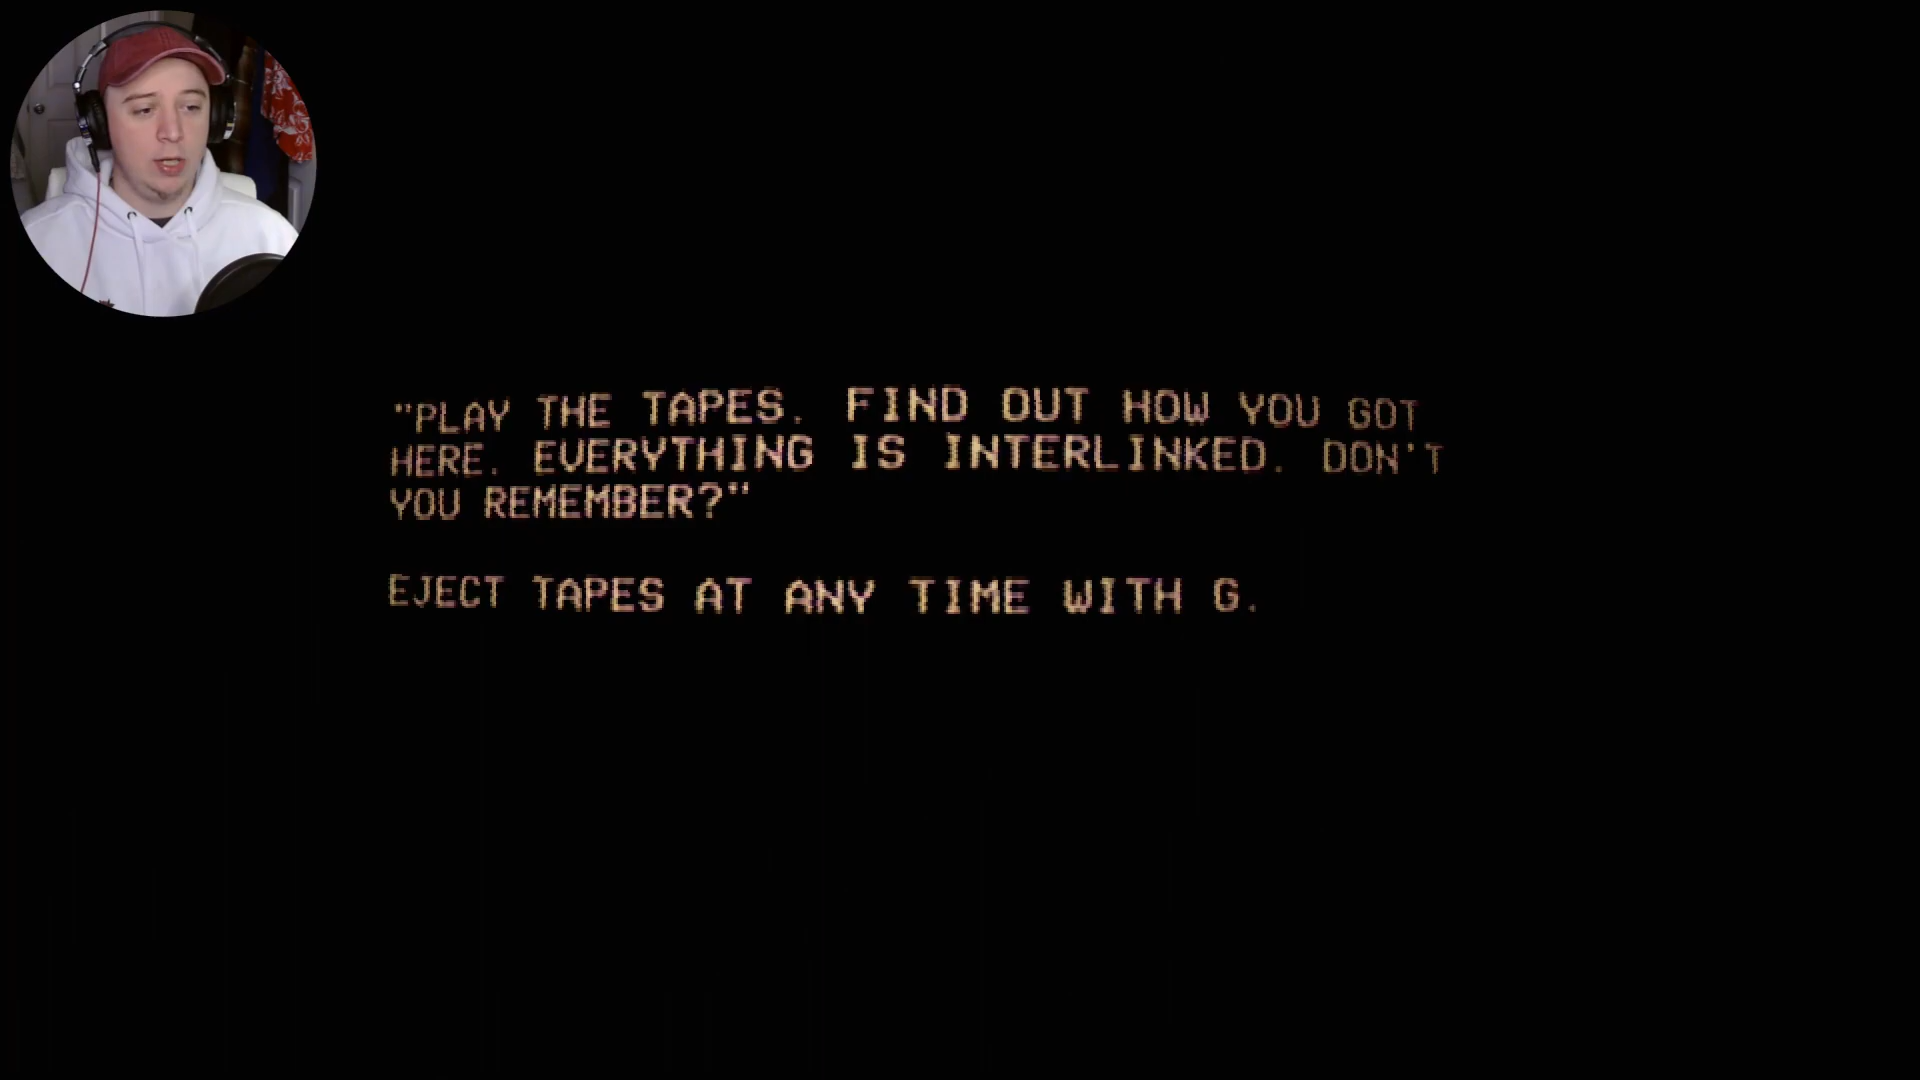 "PLAY THE TAPES. FIND OUT HOW YOU GOT
HERE. EVERYTHING IS INTERLINKED. DON'T
YOU REMEMBER?"
EJECT TAPES AT ANY TIME WITH G.